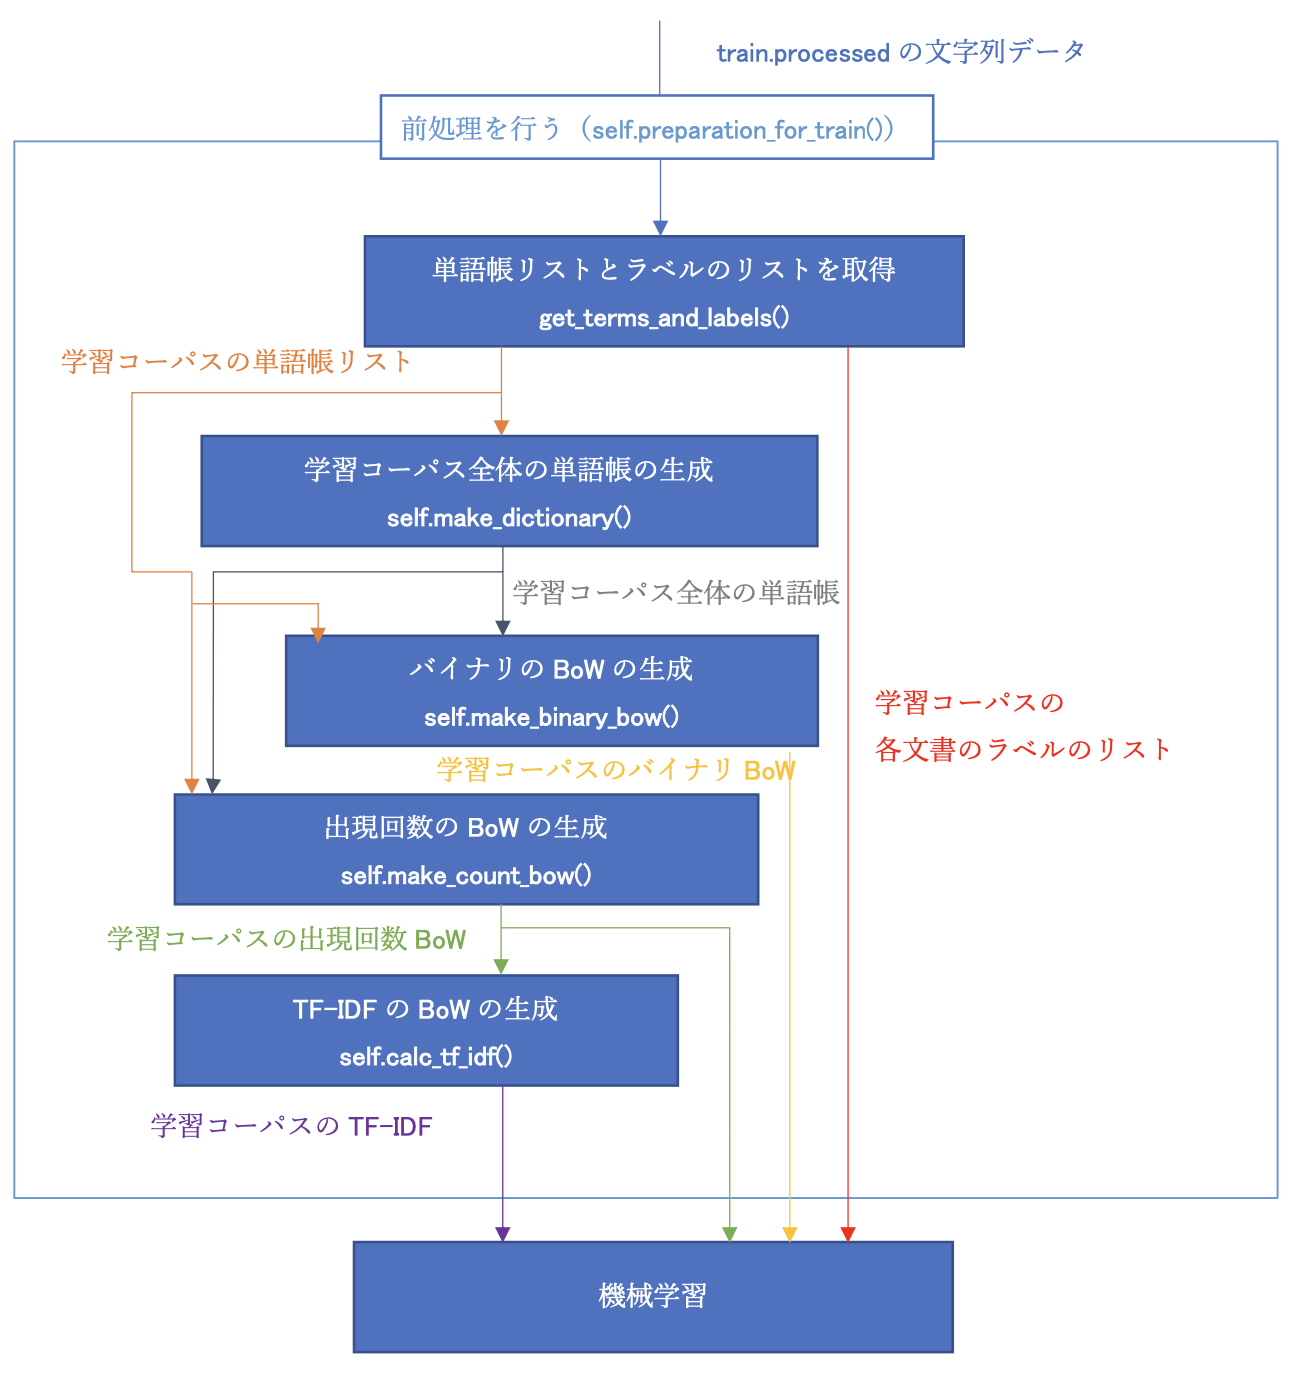 train.processed の文字列データ
前処理を行う（self.preparation_for_train()）
単語帳リストとラベルのリストを取得
get_terms_and_labels()
学習コーパスの単語帳リスト
学習コーパス全体の単語帳の生成
self.make_dictionary()
学習コーパス全体の単語帳
バイナリの BoW の生成
self.make_binary_bow()
学習コーパスの
各文書のラベルのリスト
学習コーパスのバイナリ BoW
出現回数の BoW の生成
self.make_count_bow()
学習コーパスの出現回数 BoW
TF-IDF の BoW の生成
self.calc_tf_idf()
学習コーパスの TF-IDF
機械学習